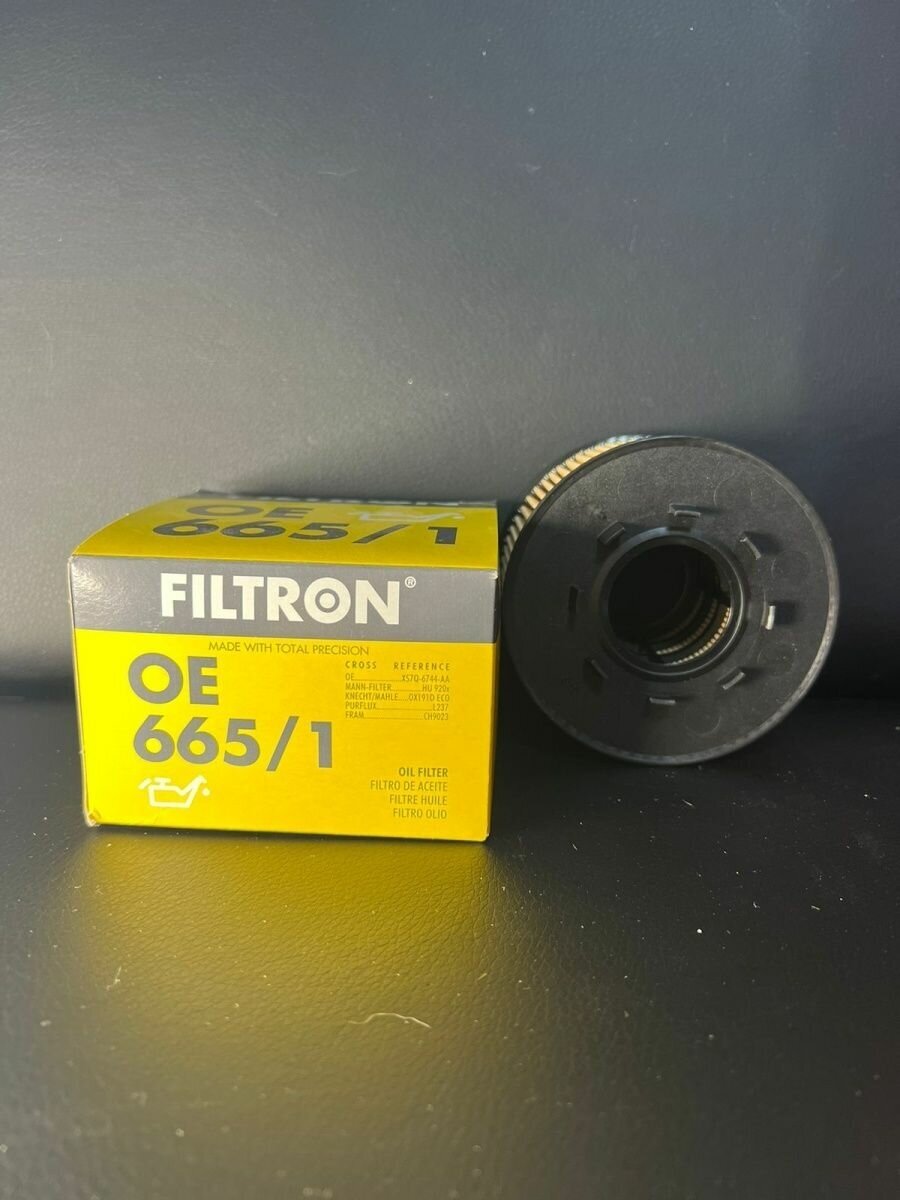 OE
665/1
FILTRON®
MADE WITH TOTAL PRECISION
OE
665/1
CROSS REFERENCE
OE..............XS7Q-6744-AA
MANN-FILTER..........HU 920x
KNECHT/MAHLE....OX191D ECO
PURFLUX........................L237
FRAM.........................CH9023
OIL FILTER
FILTRO DE ACEITE
FILTRE HUILE
FILTRO OLIO